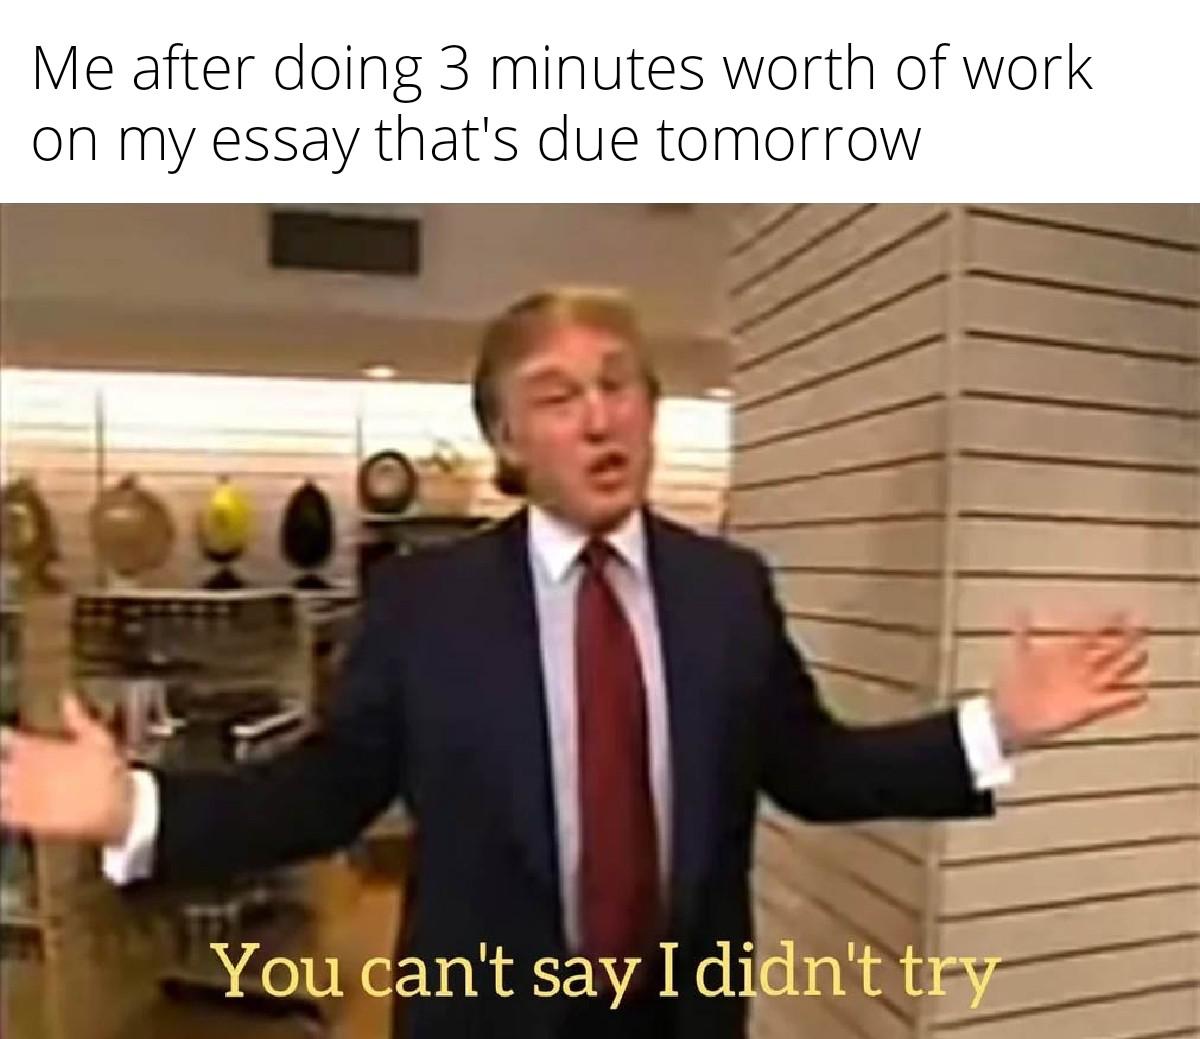 Me after doing 3 minutes worth of work
on my essay that's due tomorrow
You can't say I didn't try